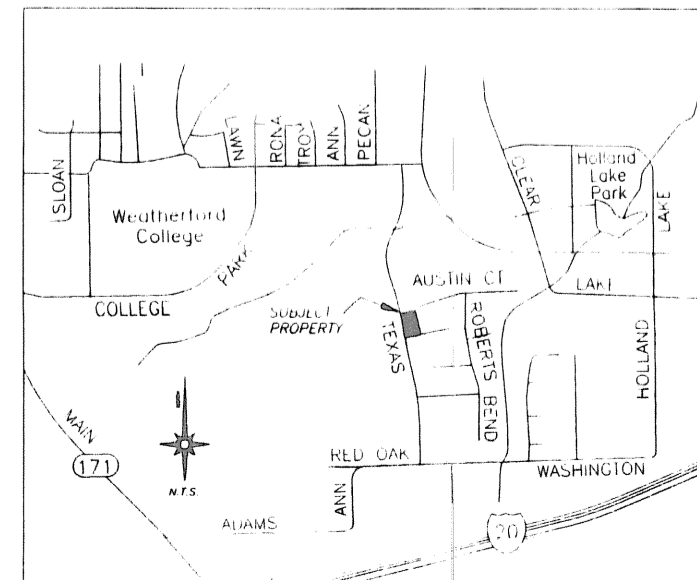 SLOAN
LAWN
RONA
TROY
ANN
PECAN
CLEAR
Holland
Lake
Park
LAKE
Weatherford
College
PARK
COLLEGE
SUBJECT
PROPERTY
AUSTIN CT
LAKE
TEXAS
ROBERTS BEND
HOLLAND
MAIN
171
N.T.S.
RED OAK
WASHINGTON
ANN
ADAMS
20